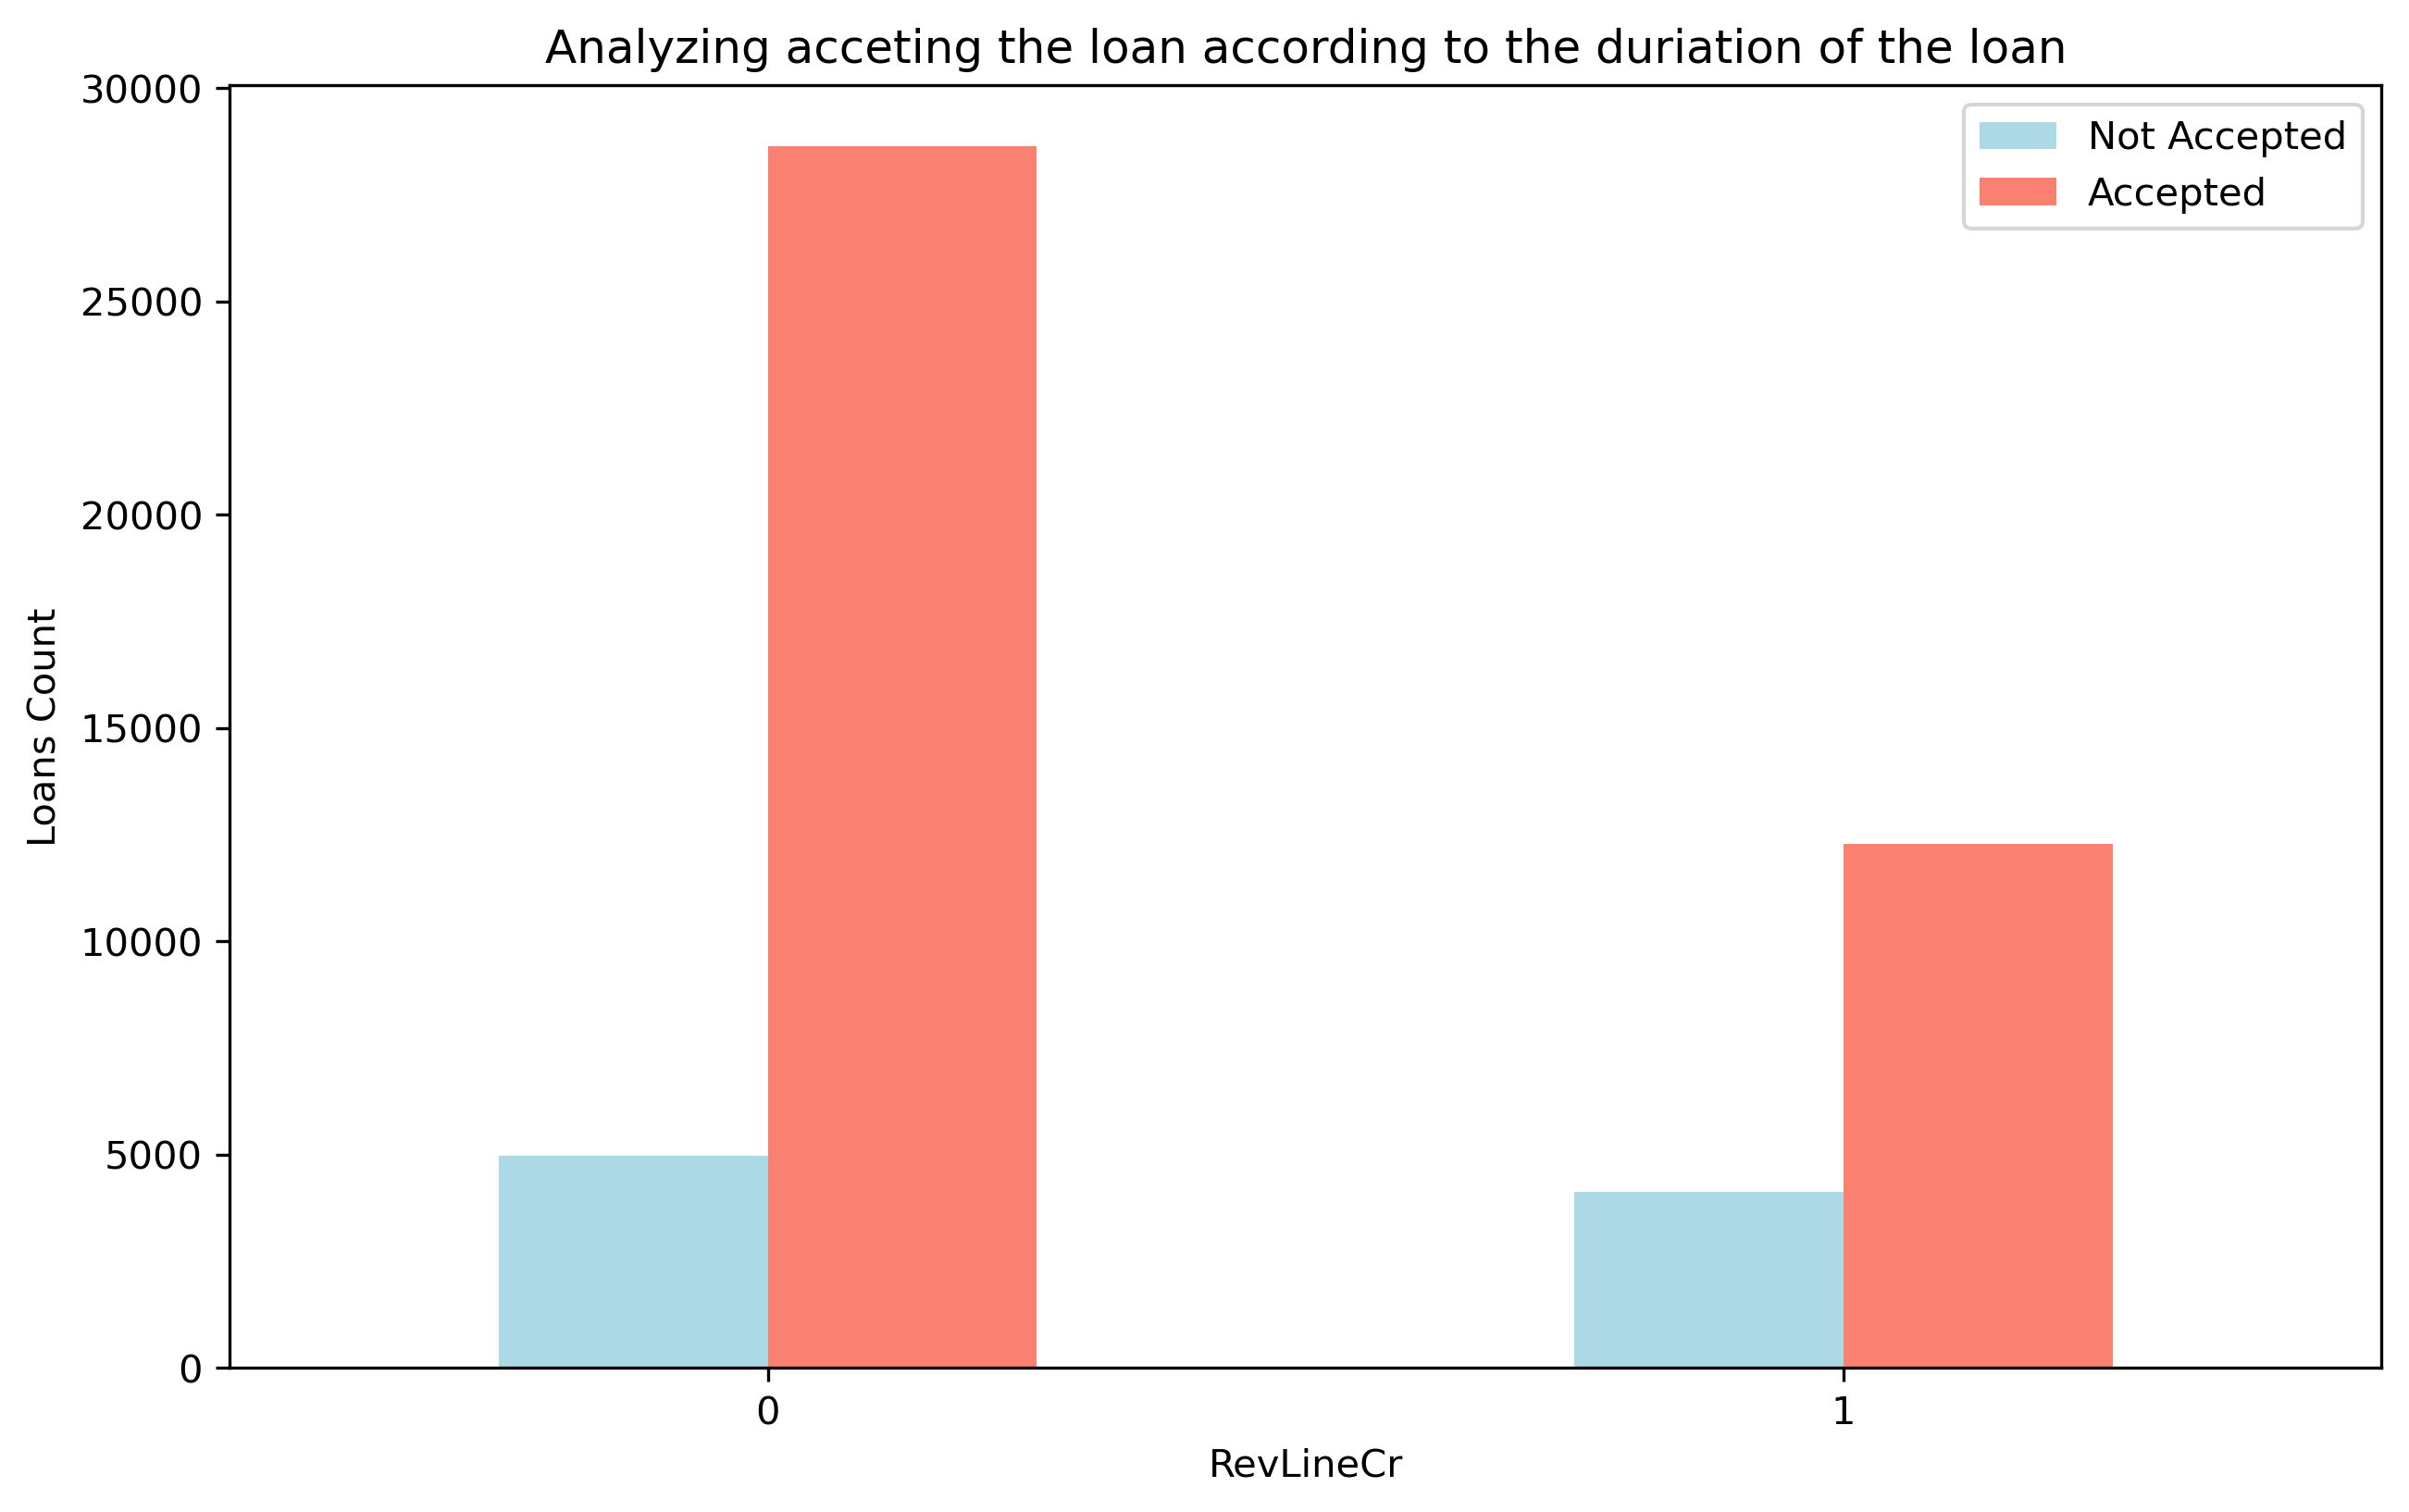 Analyzing acceting the loan according to the duriation of the loan
Not Accepted
Accepted
30000
25000
20000
15000
10000
5000
0
Loans Count
0 1
RevLineCr